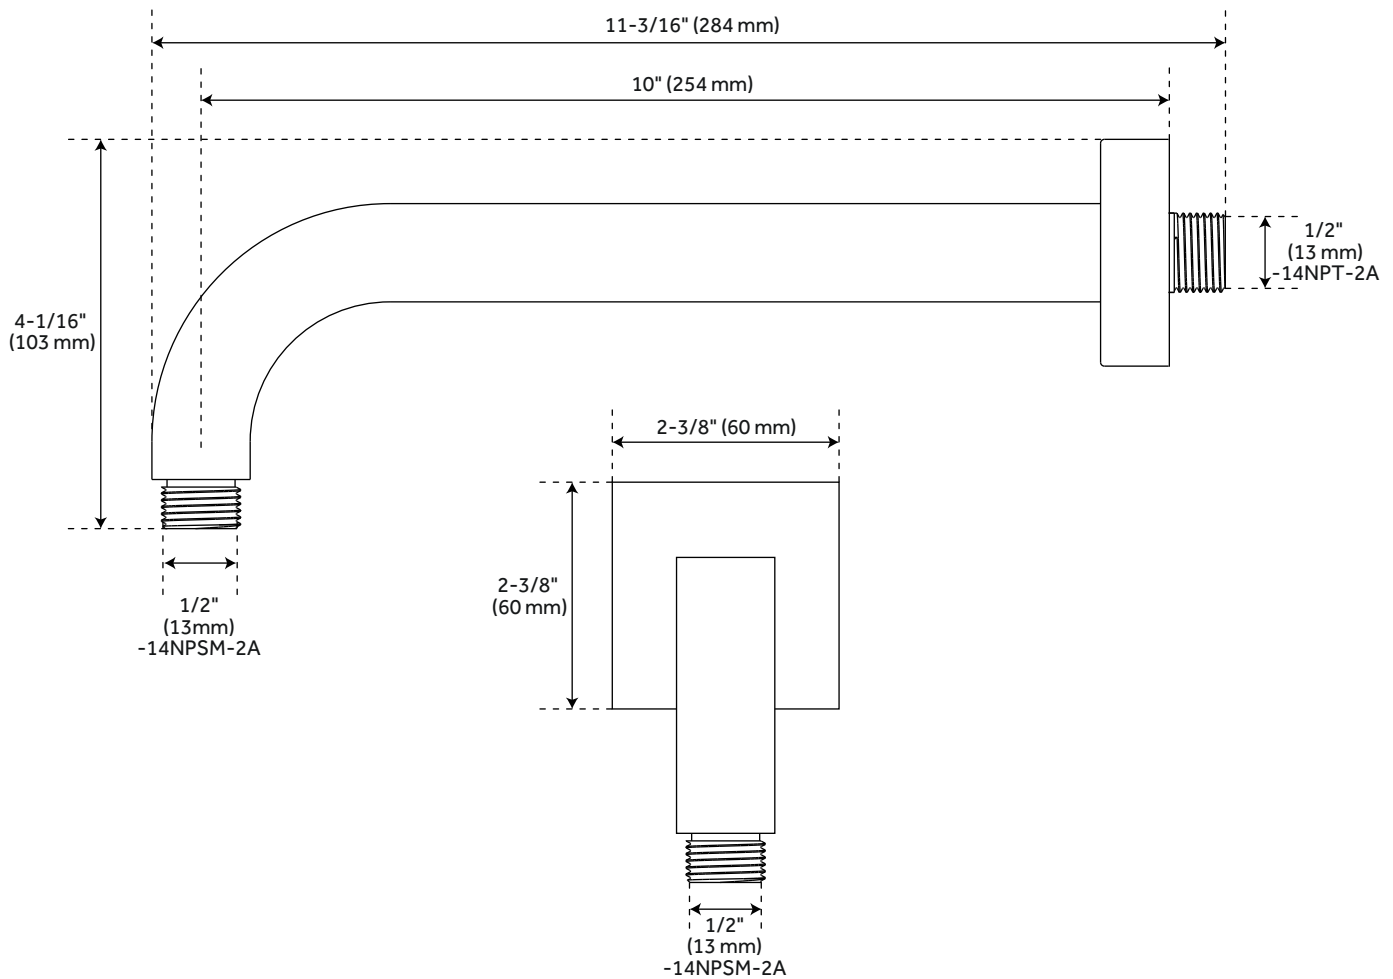 11-3/16" (284 mm)
10" (254 mm)
1/2"
(13 mm)
-14NPT-2A
4-1/16"
(103 mm)
2-3/8" (60 mm)
2-3/8"
(60 mm)
1/2"
(13mm)
-14NPSM-2A
1/2"
(13 mm)
-14NPSM-2A